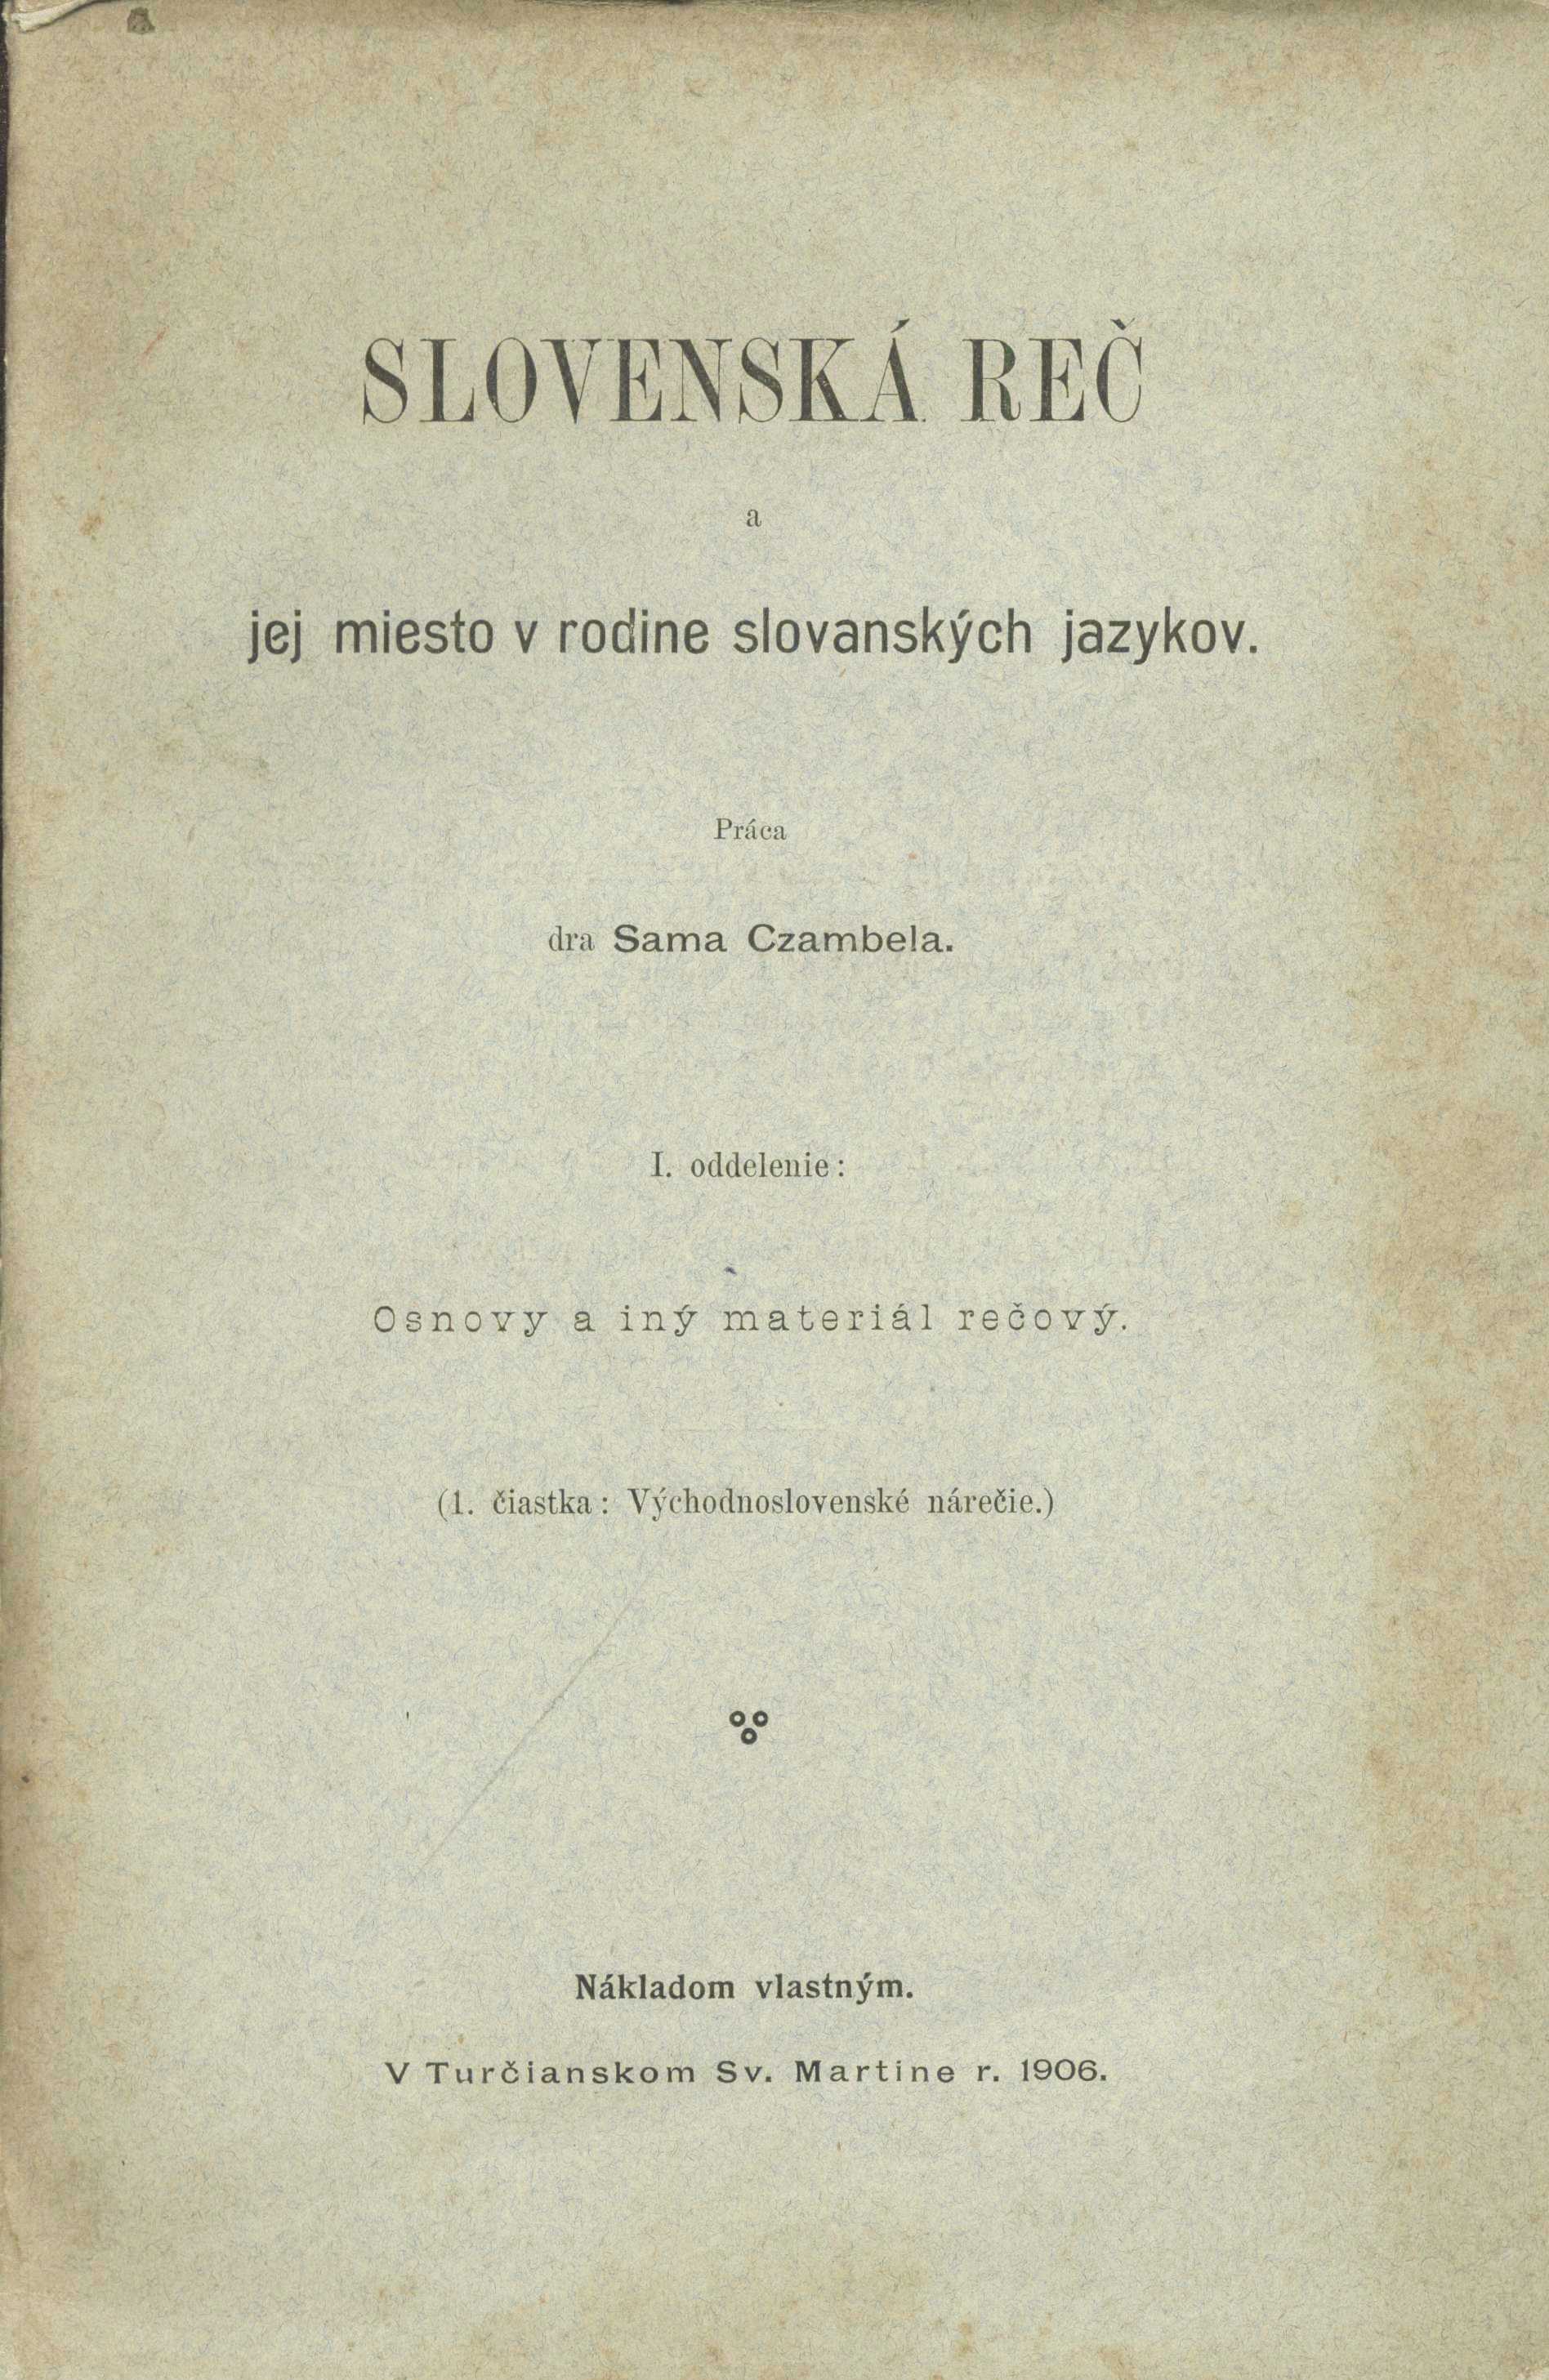 SLOVENSKÁ REČ
a
jej miesto v rodine slovanských jazykov.
Práca
dra Sama Czambela.
I. oddelenie:
Osnovy a iný materiál rečový.
(1. čiastka: Východnoslovenské nárečie.)
Nákladom vlastným.
V Turčianskom Sv. Martine r. 1906.